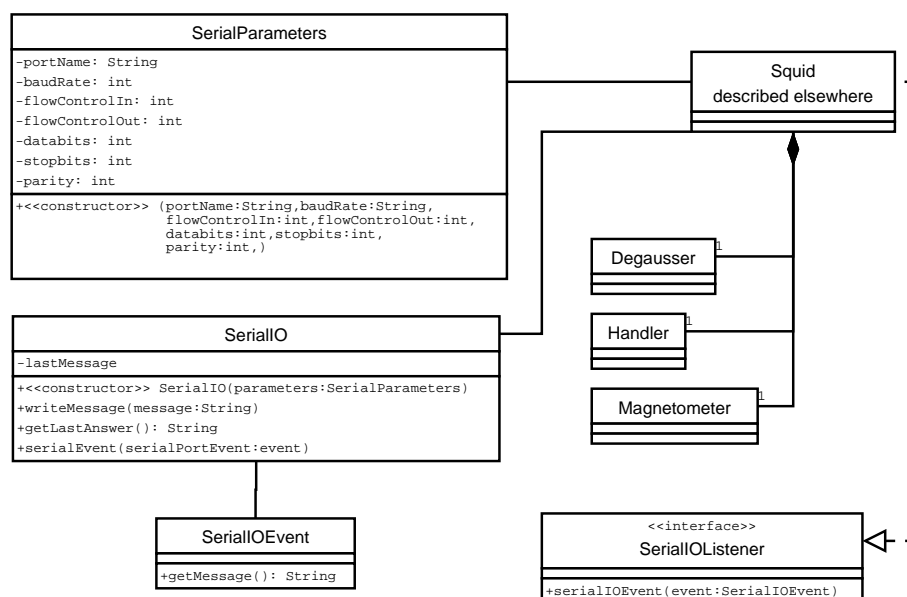 SerialParameters
-portName: String
-baudRate: int
-flowControlIn: int
-flowControlOut: int
-databits: int
-stopbits: int
-parity: int
+<<constructor>> (portName:String,baudRate:String,
flowControlIn:int,flowControlOut:int,
databits:int,stopbits:int,
parity:int,)
Squid
described elsewhere
Degausser
1
Handler
1
Magnetometer
1
SerialIO
-lastMessage
+<<constructor>> SerialIO(parameters:SerialParameters)
+writeMessage(message:String)
+getLastAnswer(): String
+serialEvent(serialPortEvent:event)
SerialIOEvent
+getMessage(): String
<<interface>>
SerialIOListener
+serialIOEvent(event:SerialIOEvent)